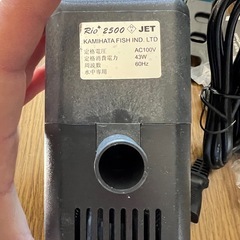 Rio+ 2500 JET
KAMIHATA FISH IND. LTD
定格電圧 AC100V
定格消費電力 43W
周波数 60Hz
水中専用